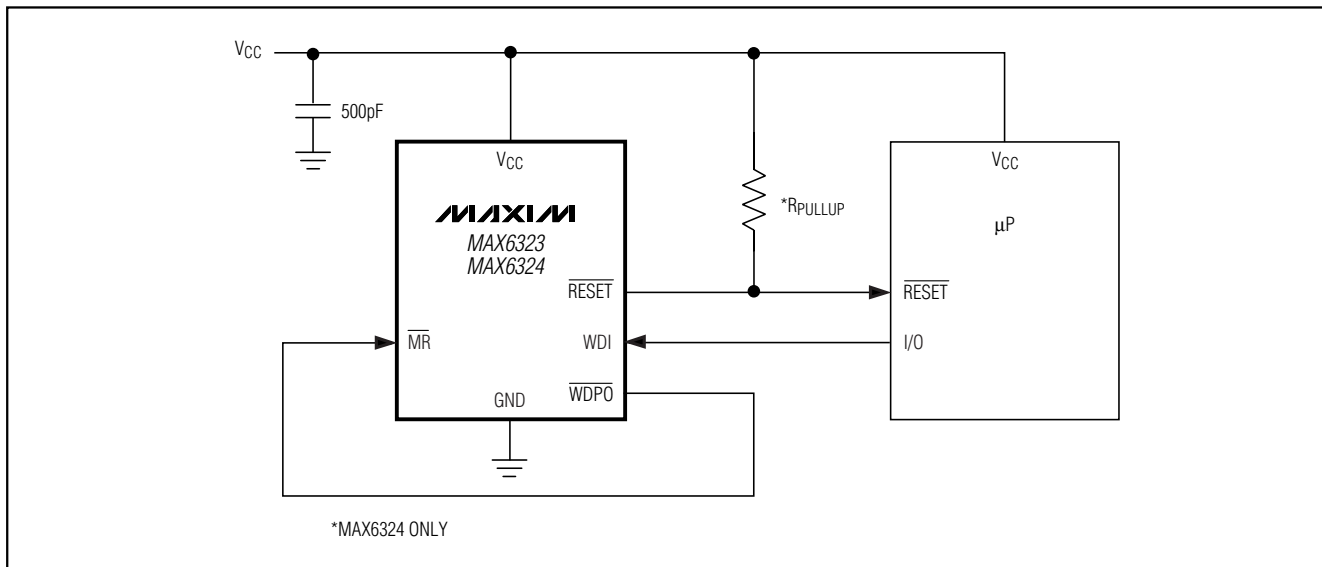 VCC
500pF
VCC
MAXIM
MAX6323
MAX6324
RESET
MR
WDI
WDPO
GND
*RPULLUP
VCC
µP
RESET
I/O
*MAX6324 ONLY